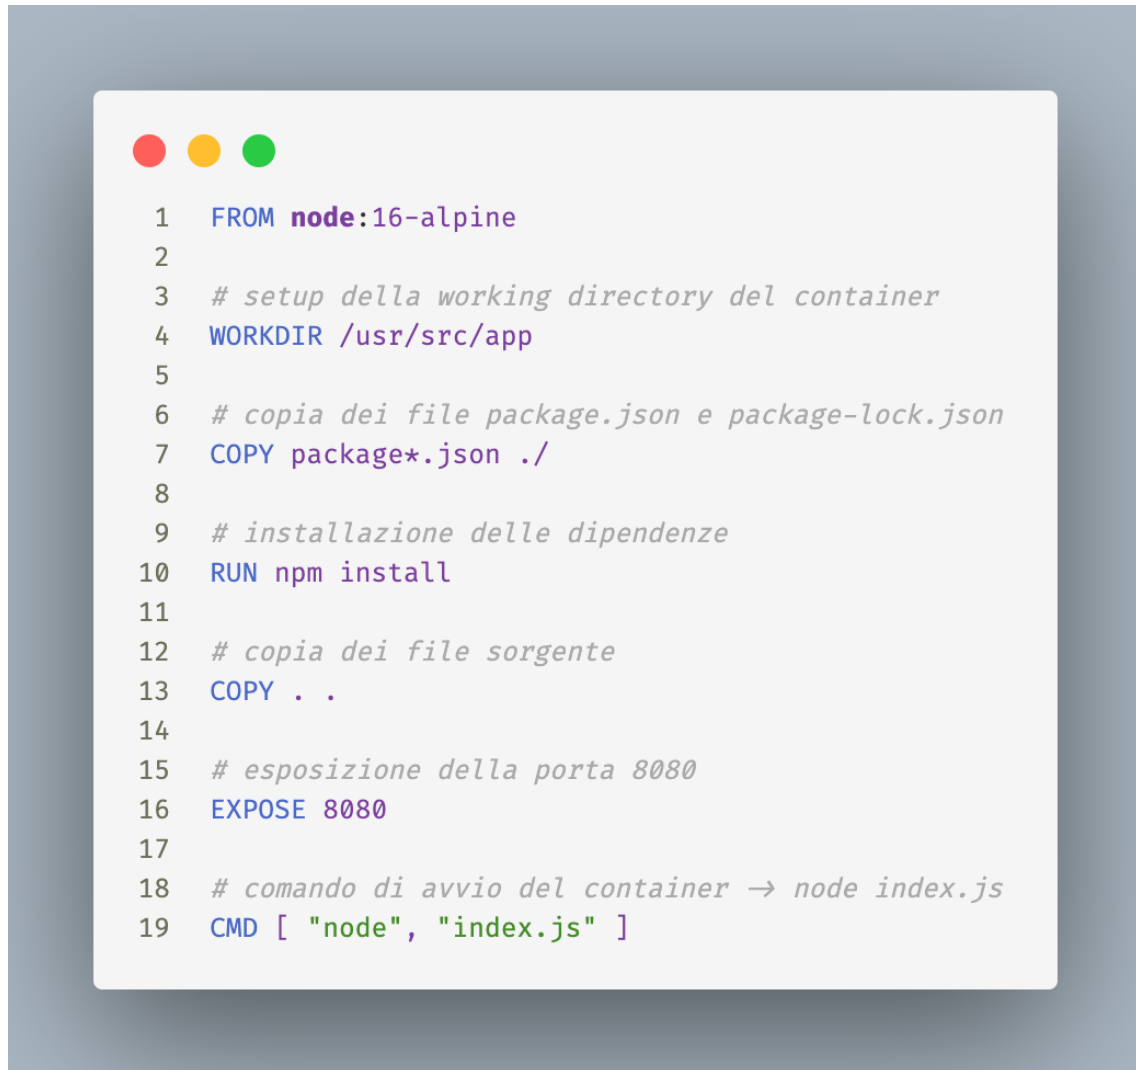 1 FROM node:16-alpine
2
3 # setup della working directory del container
4 WORKDIR /usr/src/app
5
6 # copia dei file package.json e package-lock.json
7 COPY package*.json ./
8
9 # installazione delle dipendenze
10 RUN npm install
11
12 # copia dei file sorgente
13 COPY . .
14
15 # esposizione della porta 8080
16 EXPOSE 8080
17
18 # comando di avvio del container → node index.js
19 CMD [ "node", "index.js" ]